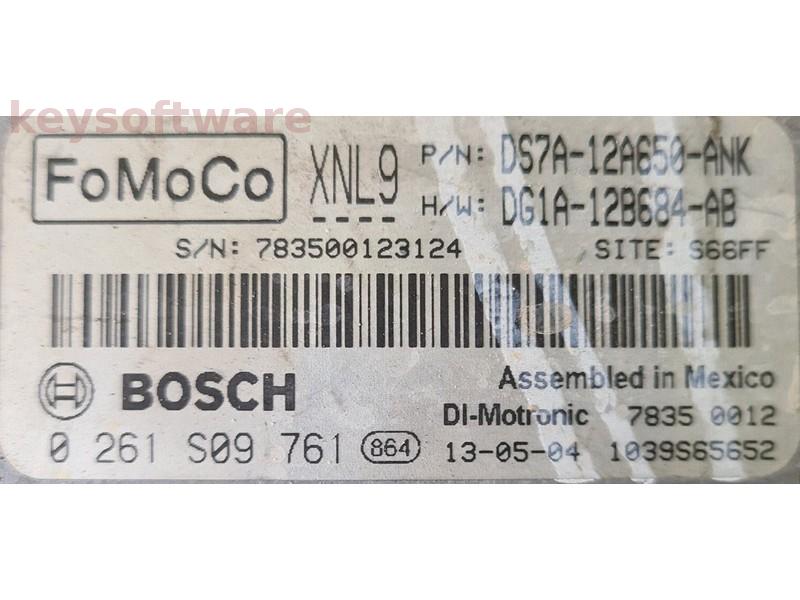 keysoftware
FoMoCo XNL9 P/N: DS7A-12A650-ANK
H/W: DG1A-12B684-AB
S/N: 783500123124 SITE: S66FF
BOSCH Assembled in Mexico
DI-Motronic 7835 0012
0 261 S09 761 864 13-05-04 1039S65652